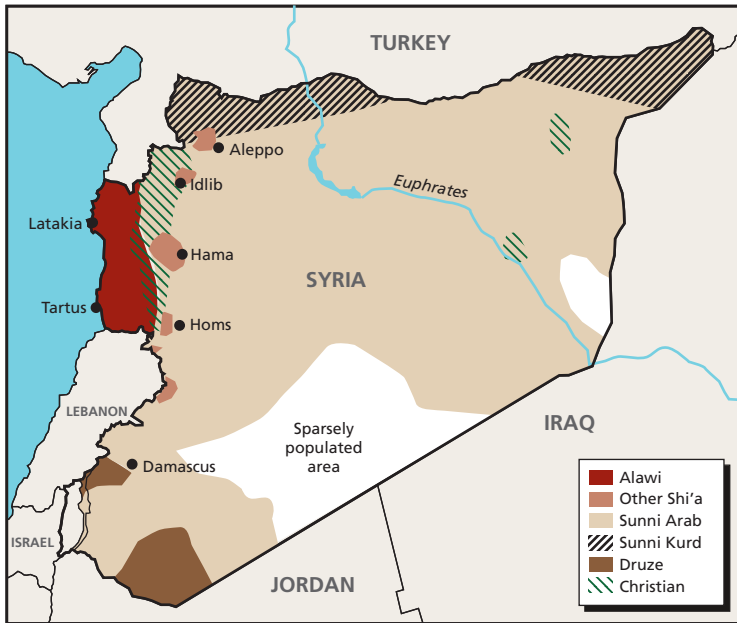 TURKEY
Aleppo
Idlib
Euphrates
Latakia
Hama
SYRIA
Tartus
Homs
LEBANON
IRAQ
Sparsely
populated
area
Damascus
ISRAEL
JORDAN
Alawi
Other Shi'a
Sunni Arab
Sunni Kurd
Druze
Christian